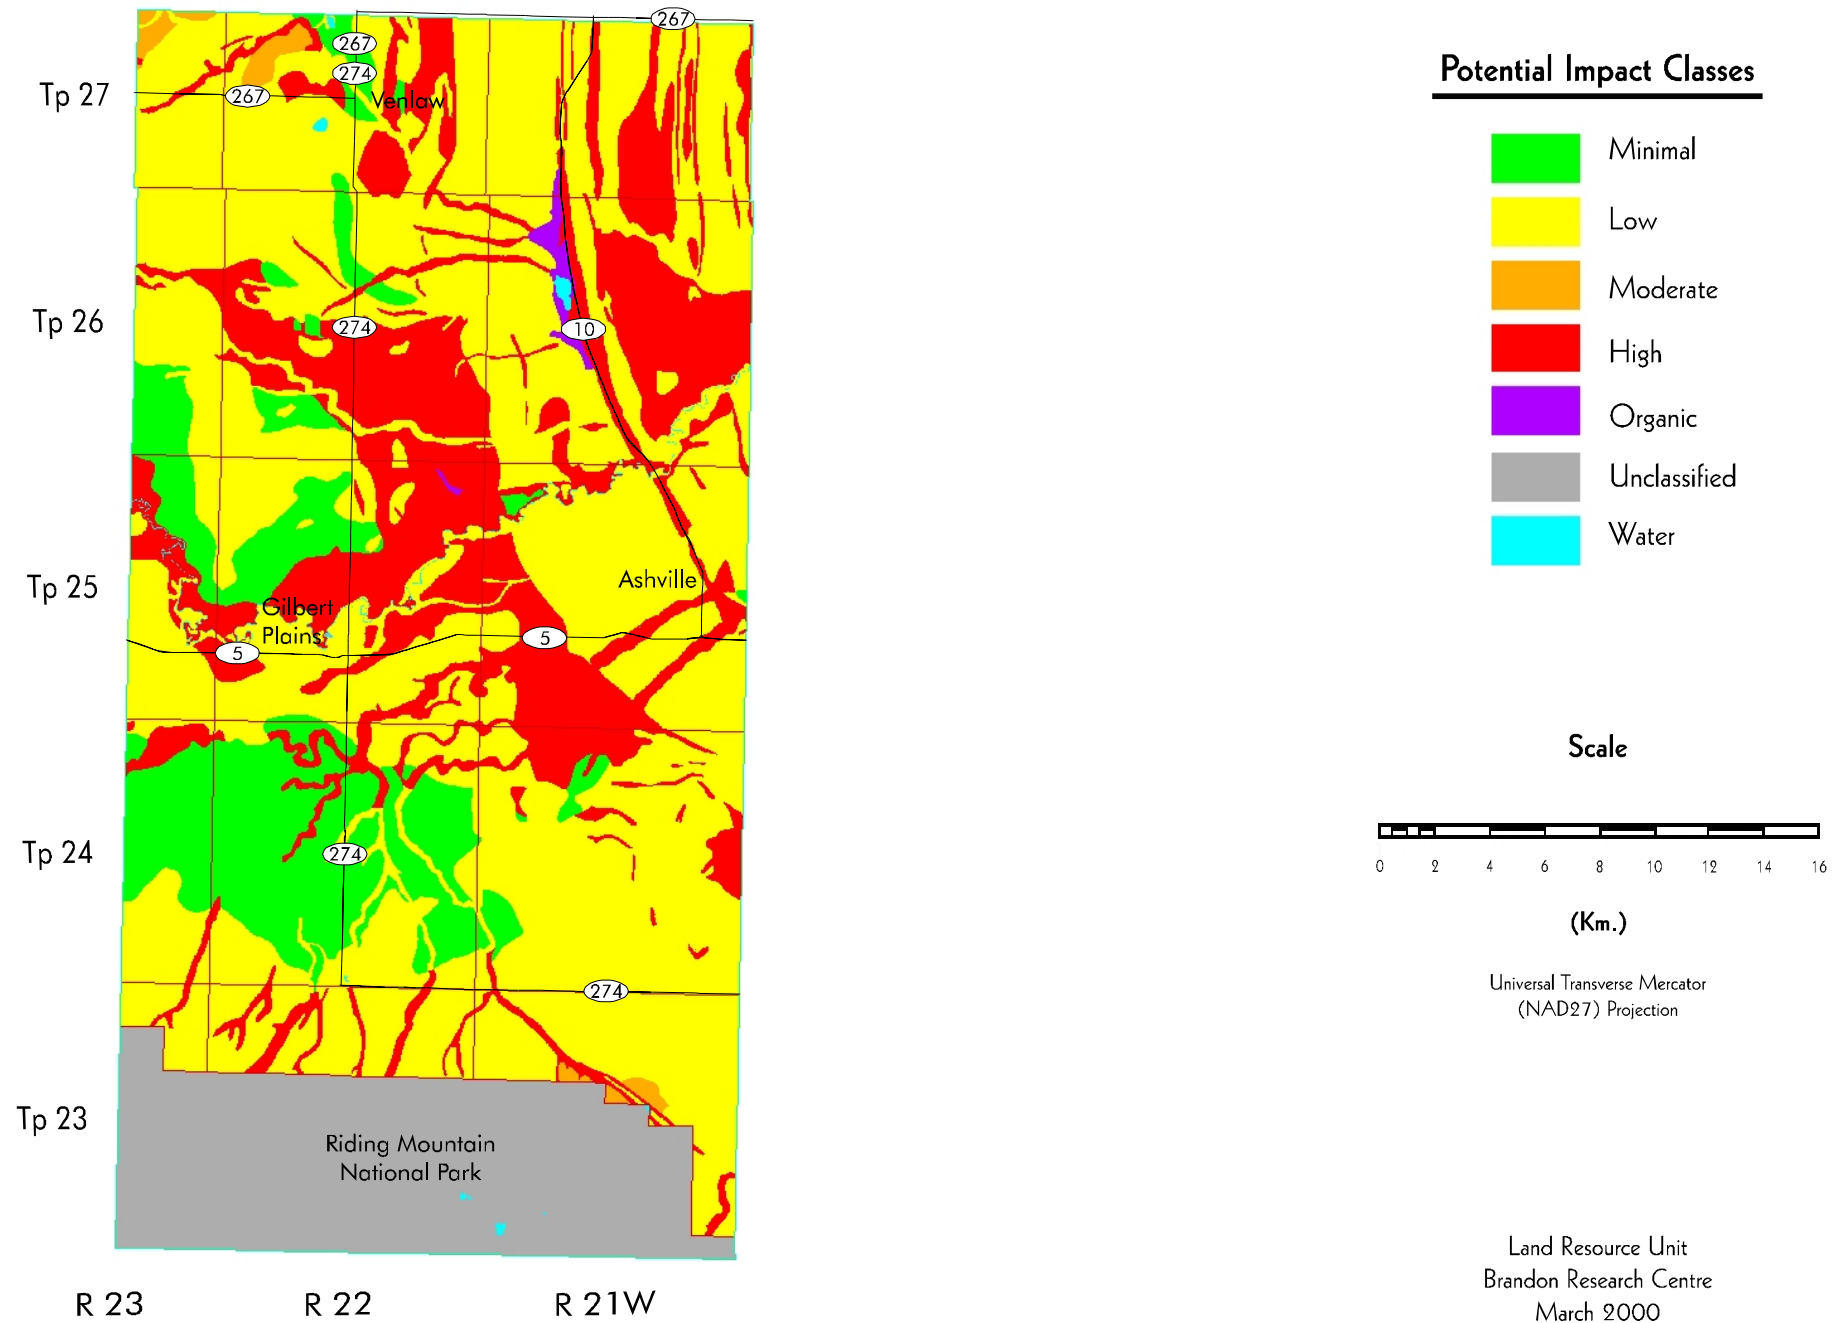 267
267
274
Tp 27
267
Venlaw
Tp 26
274
10
Tp 25
Ashville
Gilbert
Plains
5
5
Tp 24
274
274
Tp 23
Riding Mountain
National Park
R 23
R 22
R 21W
Potential Impact Classes
Minimal
Low
Moderate
High
Organic
Unclassified
Water
Scale
0 2 4 6 8 10 12 14 16
(Km.)
Universal Transverse Mercator
(NAD27) Projection
Land Resource Unit
Brandon Research Centre
March 2000